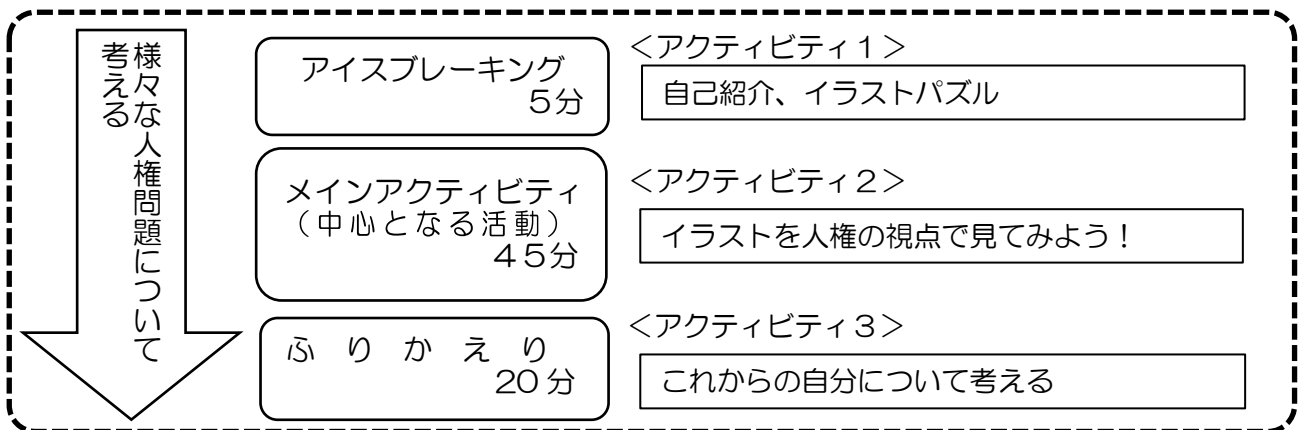 様々な人権問題について
考える
アイスブレーキング
5分
<アクティビティ1>
自己紹介、イラストパズル
メインアクティビティ
(中心となる活動)
45分
<アクティビティ2>
イラストを人権の視点で見てみよう!
ふりかえり
20分
<アクティビティ3>
これからの自分について考える